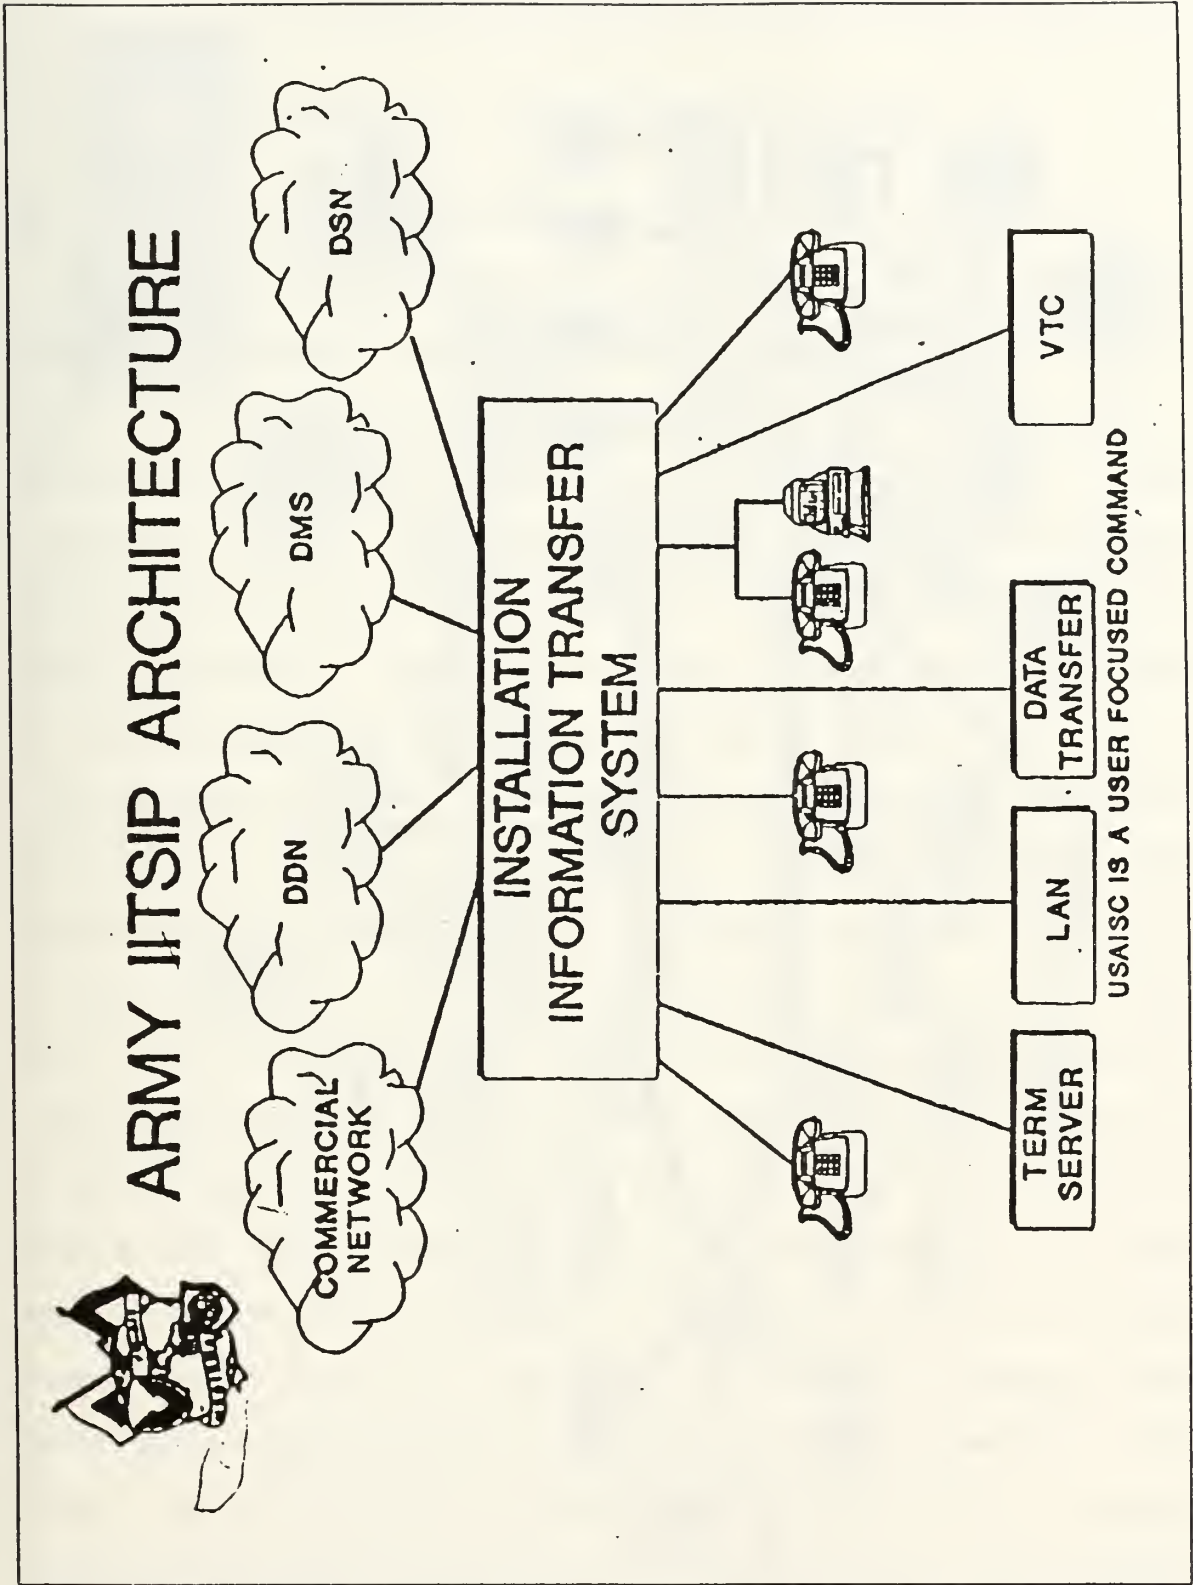 ARMY IITSIP ARCHITECTURE
COMMERCIAL
NETWORK
DDN
DMS
DSN
INSTALLATION
INFORMATION TRANSFER
SYSTEM
TERM
SERVER
LAN
DATA
TRANSFER
VTC
USAISC IS A USER FOCUSED COMMAND